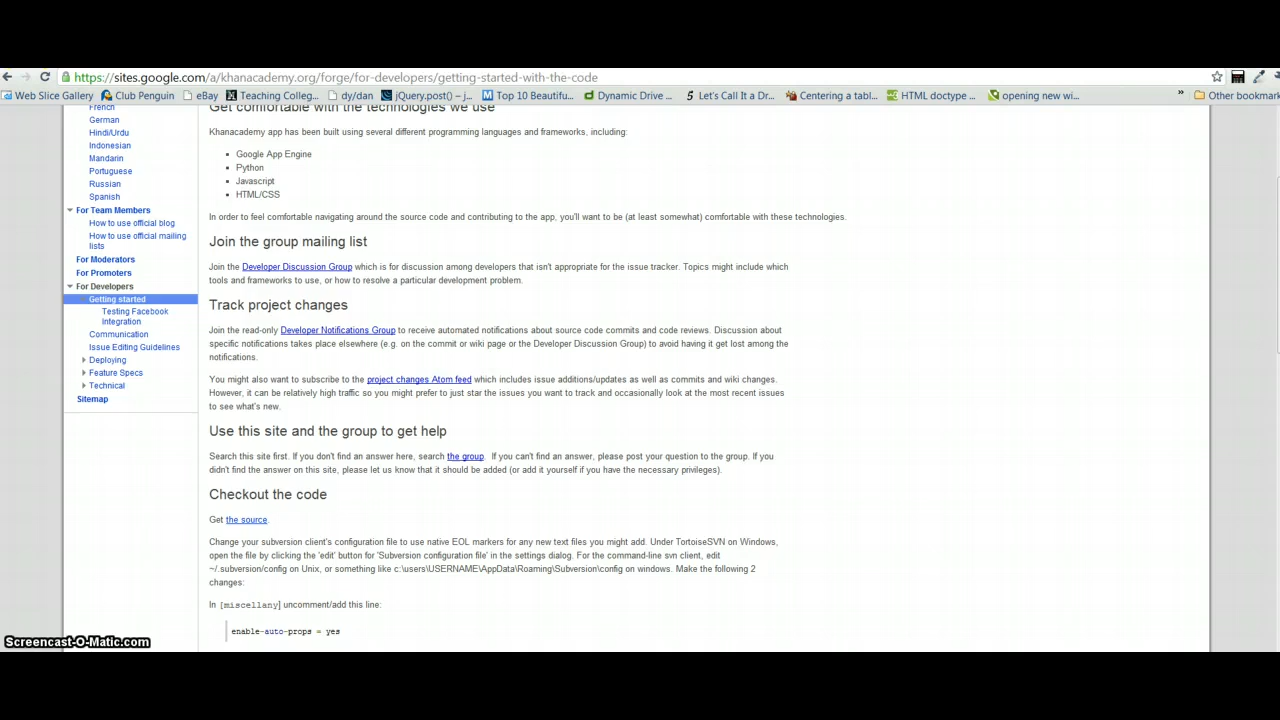 https://sites.google.com/a/khanacademy.org/forge/for-developers/getting-started-with-the-code
Web Slice Gallery Club Penguin eBay Teaching Colleg... dy/dan jQuery.post() – j... Top 10 Beautifu... Dynamic Drive ... Let's Call It a Dr... Centering a tabl... HTML doctype ... opening new wi... » Other bookmark
French
German
Hindi/Urdu
Indonesian
Mandarin
Portuguese
Russian
Spanish
For Team Members
How to use official blog
How to use official mailing
lists
For Moderators
For Promoters
For Developers
Getting started
Testing Facebook
Integration
Communication
Issue Editing Guidelines
Deploying
Feature Specs
Technical
Sitemap
Get comfortable with the technologies we use
Khanacademy app has been built using several different programming languages and frameworks, including:
• Google App Engine
• Python
• Javascript
• HTML/CSS
In order to feel comfortable navigating around the source code and contributing to the app, you'll want to be (at least somewhat) comfortable with these technologies.
Join the group mailing list
Join the Developer Discussion Group which is for discussion among developers that isn't appropriate for the issue tracker. Topics might include which
tools and frameworks to use, or how to resolve a particular development problem.
Track project changes
Join the read-only Developer Notifications Group to receive automated notifications about source code commits and code reviews. Discussion about
specific notifications takes place elsewhere (e.g. on the commit or wiki page or the Developer Discussion Group) to avoid having it get lost among the
notifications.
You might also want to subscribe to the project changes Atom feed which includes issue additions/updates as well as commits and wiki changes.
However, it can be relatively high traffic so you might prefer to just star the issues you want to track and occasionally look at the most recent issues
to see what's new.
Use this site and the group to get help
Search this site first. If you don't find an answer here, search the group. If you can't find an answer, please post your question to the group. If you
didn't find the answer on this site, please let us know that it should be added (or add it yourself if you have the necessary privileges).
Checkout the code
Get the source.
Change your subversion client's configuration file to use native EOL markers for any new text files you might add. Under TortoiseSVN on Windows,
open the file by clicking the 'edit' button for 'Subversion configuration file' in the settings dialog. For the command-line svn client, edit
~/.subversion/config on Unix, or something like c:\users\USERNAME\AppData\Roaming\Subversion\config on windows. Make the following 2
changes:
In [miscellany] uncomment/add this line:
enable-auto-props = yes
Screencast-O-Matic.com